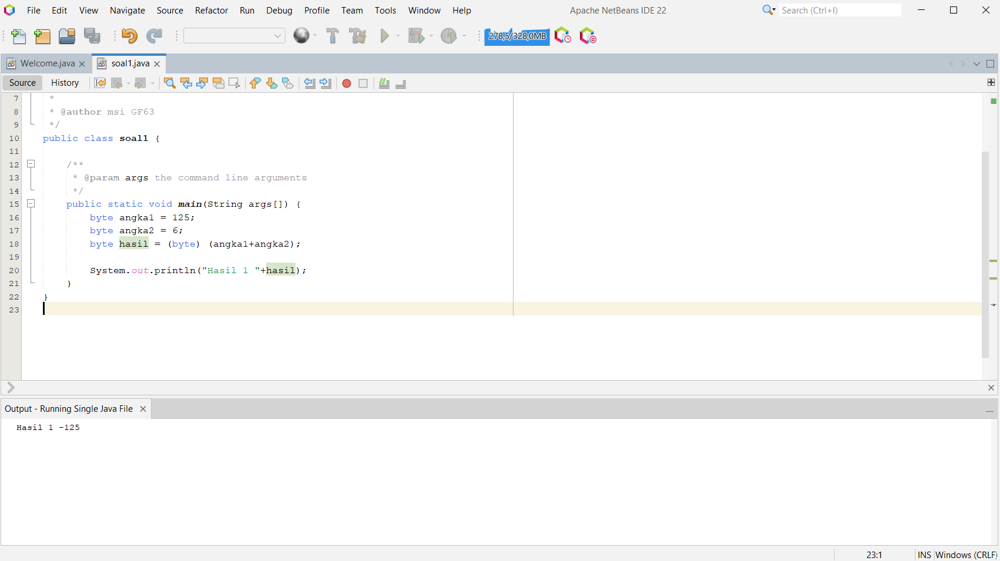 File Edit View Navigate Source Refactor Run Debug Profile Team Tools Window Help Apache NetBeans IDE 22 Search (Ctrl+I)
278,5/328,0MB
Welcome.java soal1.java
Source History
7 *
8 * @author msi GF63
9 */
10 public class soal1 {
11
12 /**
13 * @param args the command line arguments
14 */
15 public static void main(String args[]) {
16 byte angka1 = 125;
17 byte angka2 = 6;
18 byte hasil = (byte) (angka1+angka2);
19
20 System.out.println("Hasil 1 "+hasil);
21 }
22 }
23
Output - Running Single Java File
Hasil 1 -125
23:1 INS Windows (CRLF)